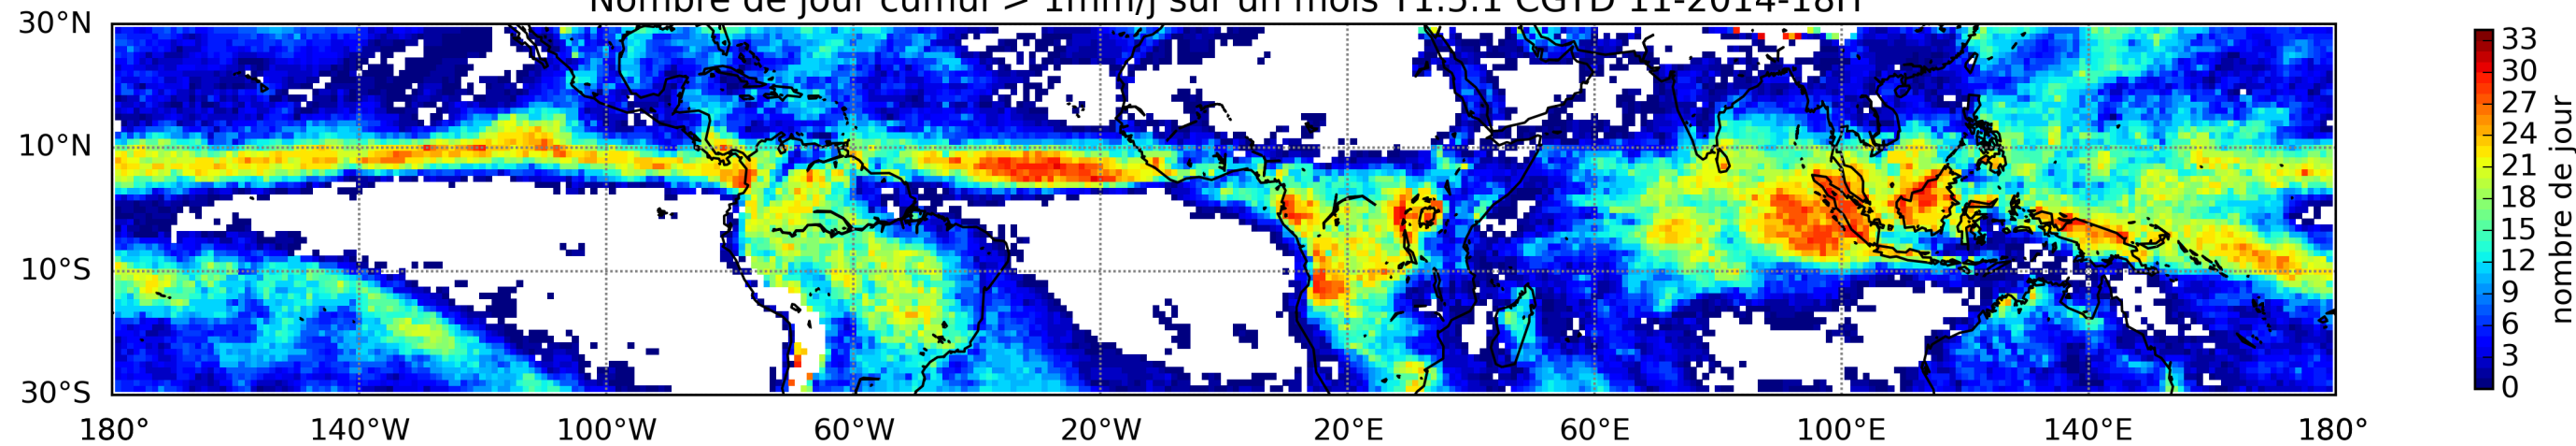 Nombre de jour cumul > 1mm/j sur un mois T1.5.1 CGTD 11-2014-18H
30°N
10°N
10°S
30°S
180° 140°W 100°W 60°W 20°W 20°E 60°E 100°E 140°E 180°
33
30
27
24
21
18
15
12
9
6
3
0
nombre de jour